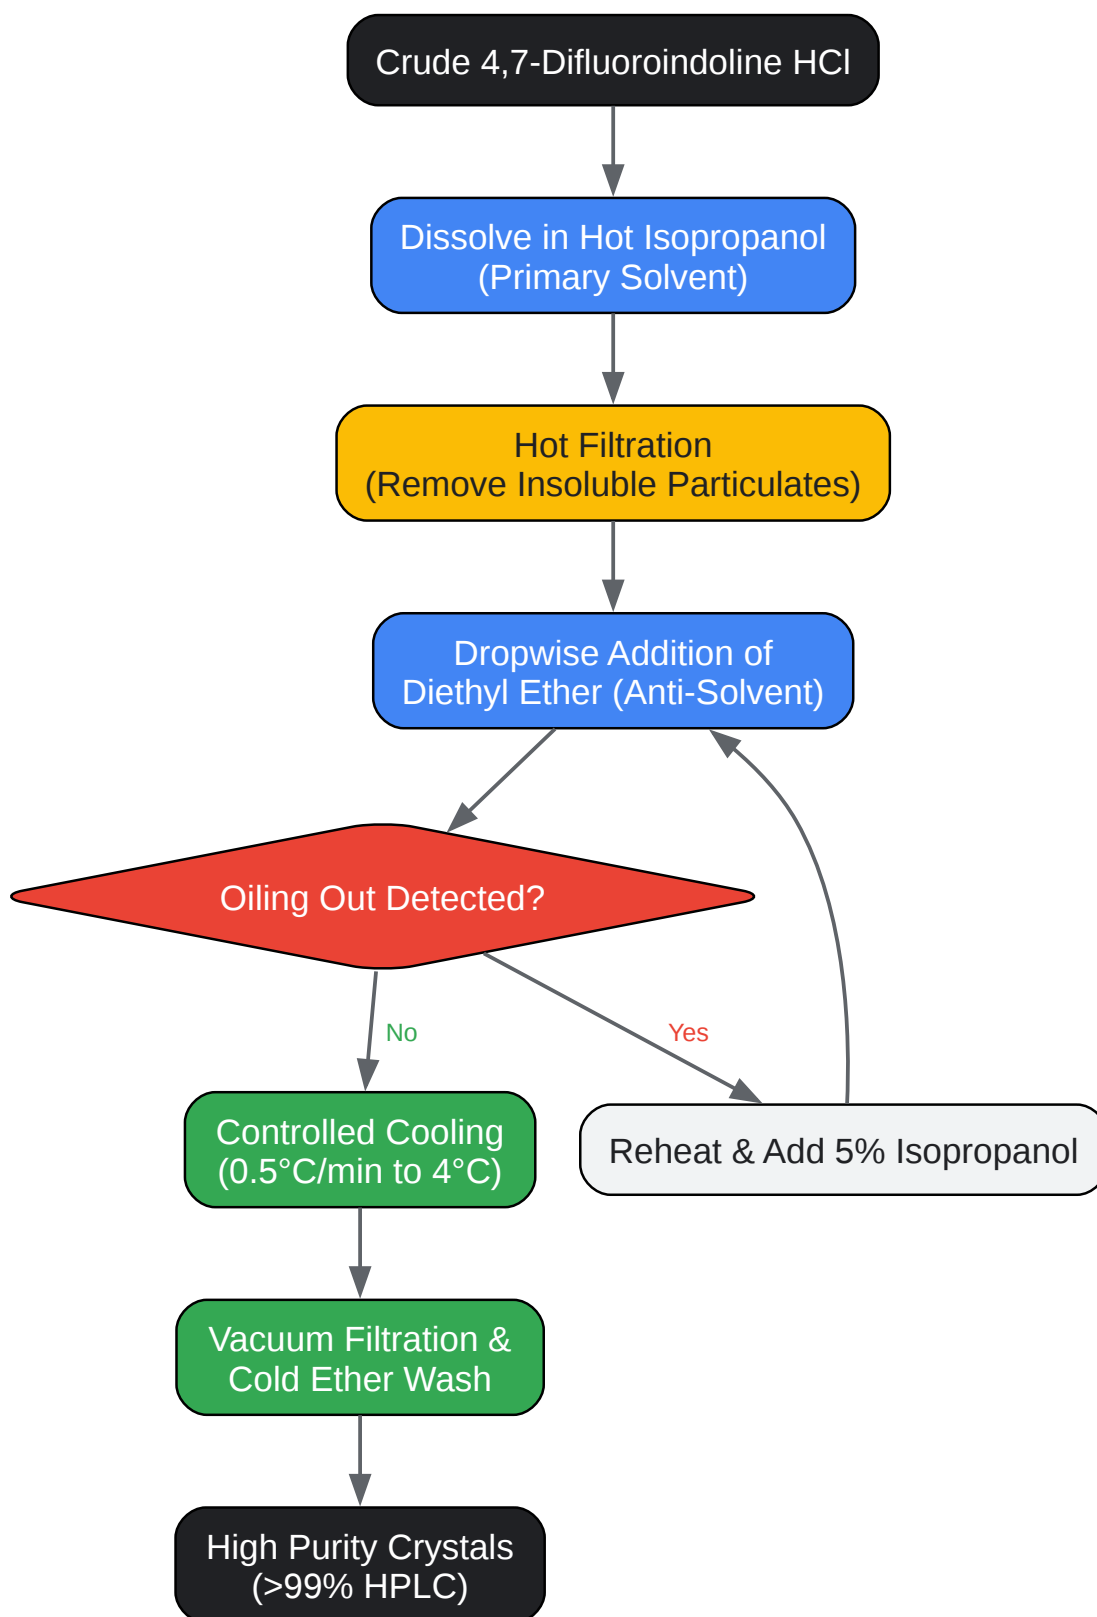 Crude 4,7-Difluoroindoline HCl
Dissolve in Hot Isopropanol
(Primary Solvent)
Hot Filtration
(Remove Insoluble Particulates)
Dropwise Addition of
Diethyl Ether (Anti-Solvent)
Oiling Out Detected?
No
Yes
Controlled Cooling
(0.5°C/min to 4°C)
Reheat & Add 5% Isopropanol
Vacuum Filtration &
Cold Ether Wash
High Purity Crystals
(>99% HPLC)